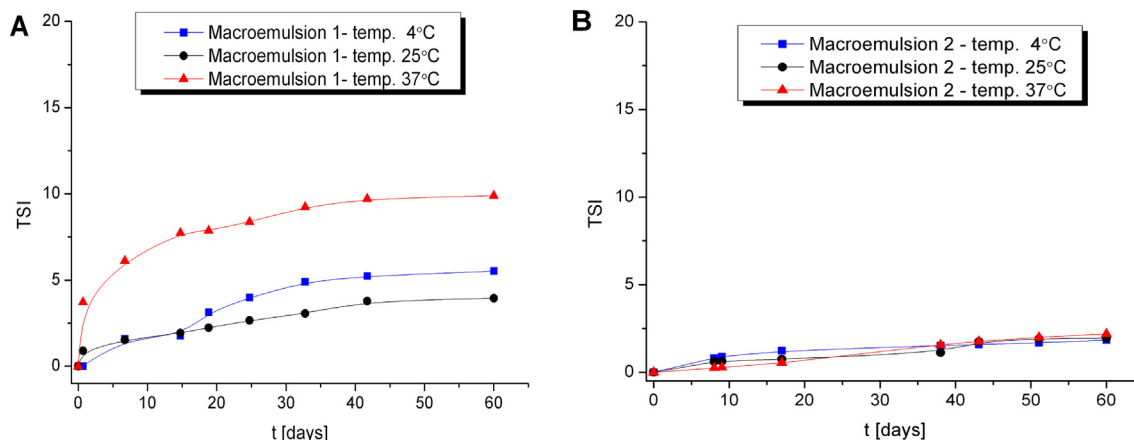 A
Macroemulsion 1- temp. 4°C
Macroemulsion 1- temp. 25°C
Macroemulsion 1- temp. 37°C
20
15
10
5
0
TSI
0 10 20 30 40 50 60
t [days]
B
Macroemulsion 2 - temp. 4°C
Macroemulsion 2 - temp. 25°C
Macroemulsion 2 - temp. 37°C
20
15
10
5
0
TSI
0 10 20 30 40 50 60
t [days]